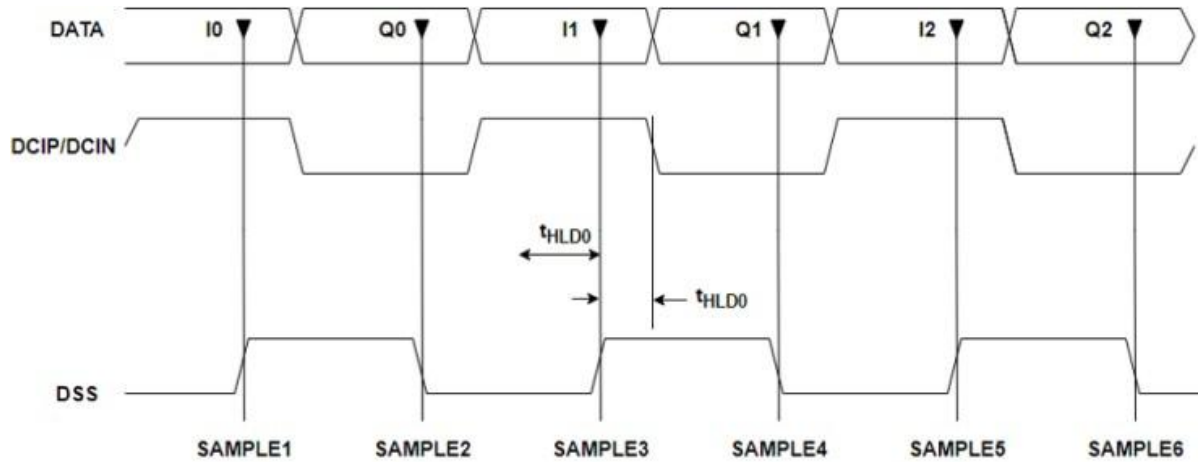 DATA I0 Q0 I1 Q1 I2 Q2
DCIP/DCIN
tHLD0
tHLD0
DSS
SAMPLE1 SAMPLE2 SAMPLE3 SAMPLE4 SAMPLE5 SAMPLE6